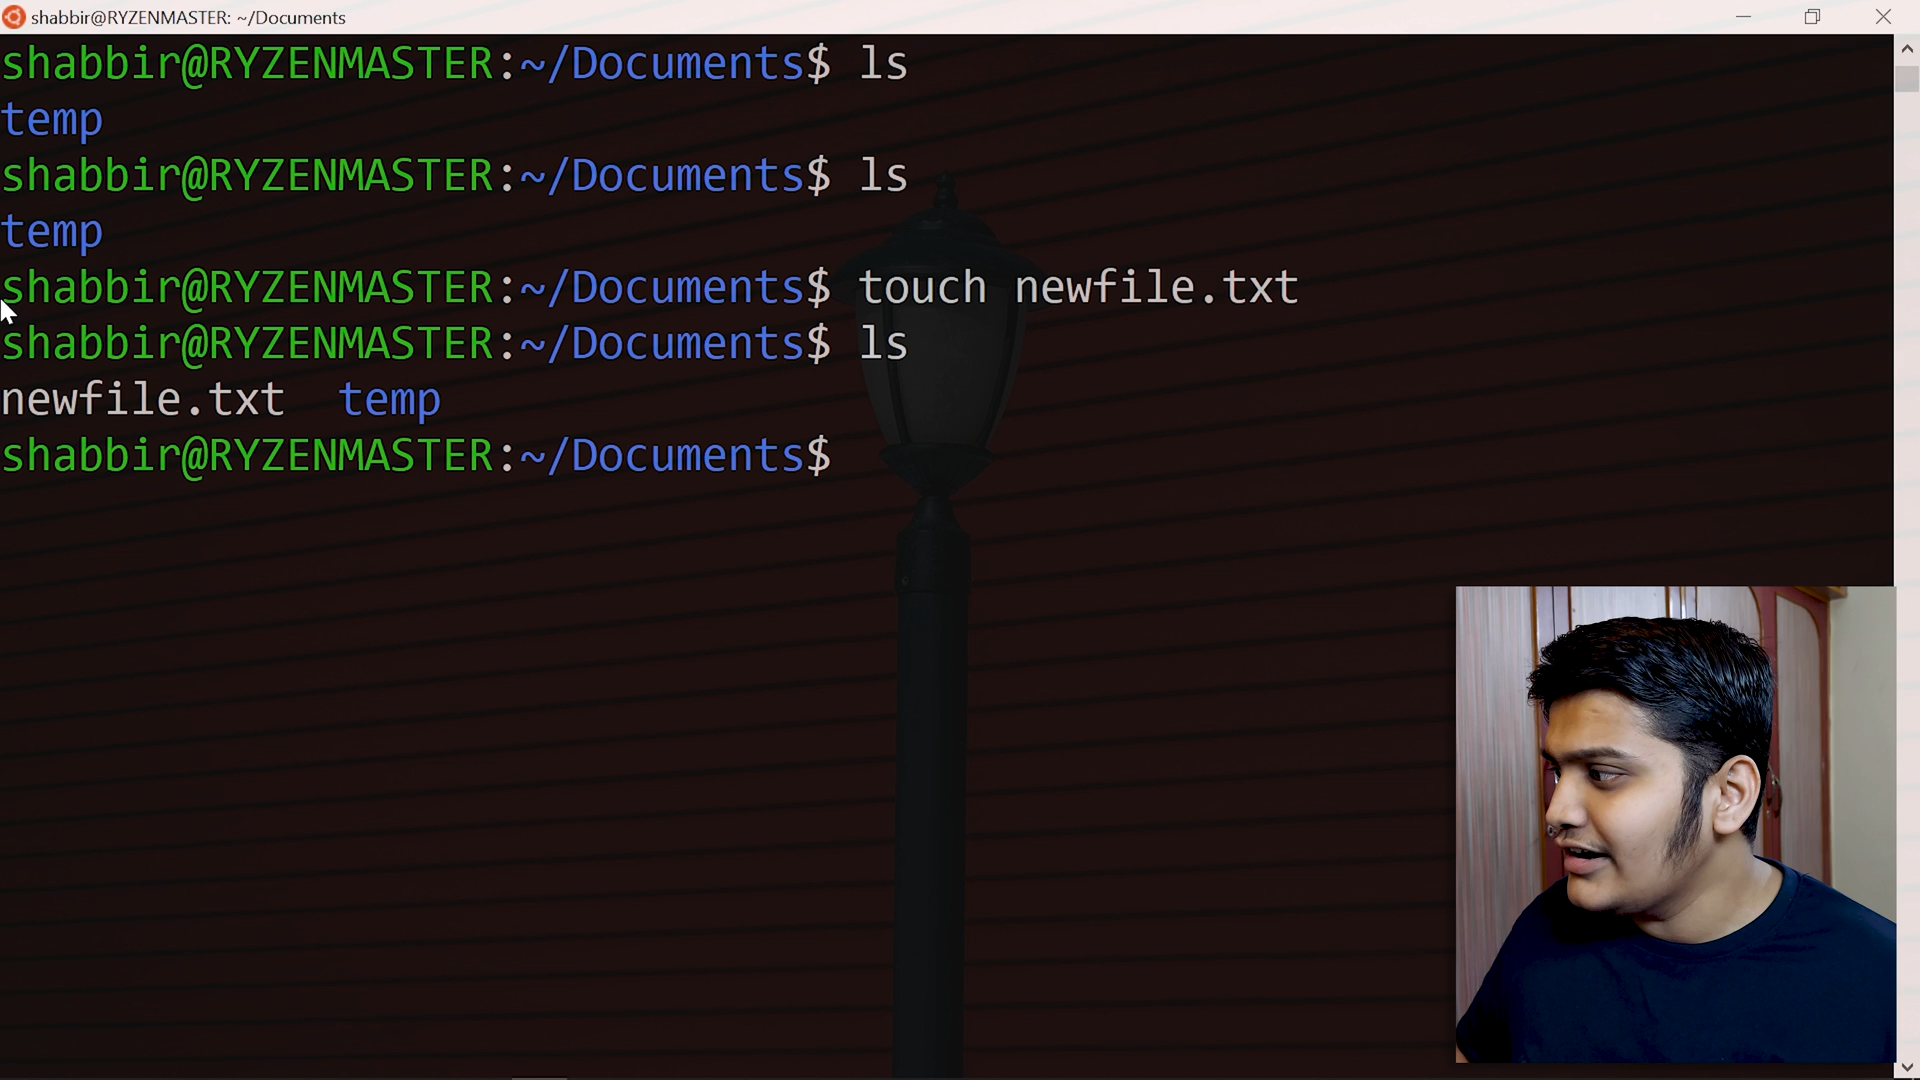 shabbir@RYZENMASTER: ~/Documents
shabbir@RYZENMASTER:~/Documents$ ls
temp
shabbir@RYZENMASTER:~/Documents$ ls
temp
shabbir@RYZENMASTER:~/Documents$ touch newfile.txt
shabbir@RYZENMASTER:~/Documents$ ls
newfile.txt  temp
shabbir@RYZENMASTER:~/Documents$